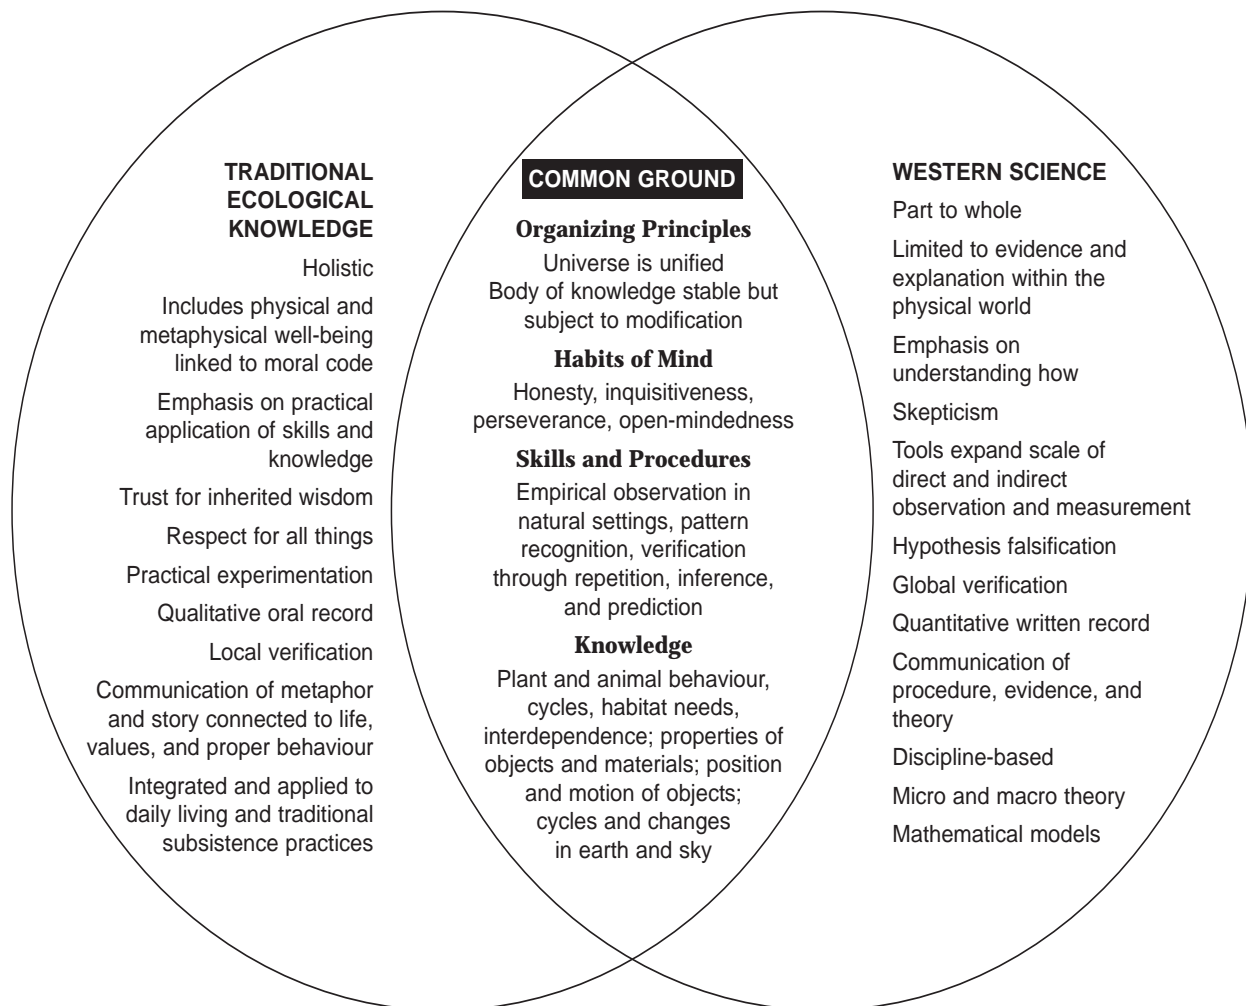 TRADITIONAL
ECOLOGICAL
KNOWLEDGE
Holistic
Includes physical and
metaphysical well-being
linked to moral code
Emphasis on practical
application of skills and
knowledge
Trust for inherited wisdom
Respect for all things
Practical experimentation
Qualitative oral record
Local verification
Communication of metaphor
and story connected to life,
values, and proper behaviour
Integrated and applied to
daily living and traditional
subsistence practices
COMMON GROUND
Organizing Principles
Universe is unified
Body of knowledge stable but
subject to modification
Habits of Mind
Honesty, inquisitiveness,
perseverance, open-mindedness
Skills and Procedures
Empirical observation in
natural settings, pattern
recognition, verification
through repetition, inference,
and prediction
Knowledge
Plant and animal behaviour,
cycles, habitat needs,
interdependence; properties of
objects and materials; position
and motion of objects;
cycles and changes
in earth and sky
WESTERN SCIENCE
Part to whole
Limited to evidence and
explanation within the
physical world
Emphasis on
understanding how
Skepticism
Tools expand scale of
direct and indirect
observation and measurement
Hypothesis falsification
Global verification
Quantitative written record
Communication of
procedure, evidence, and
theory
Discipline-based
Micro and macro theory
Mathematical models